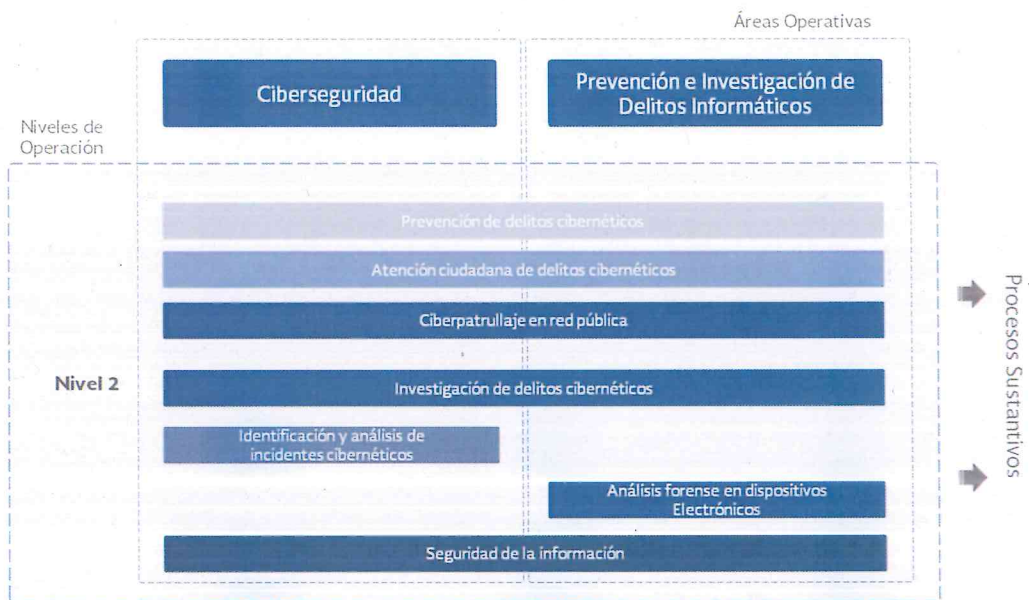 Áreas Operativas
Ciberseguridad
Prevención e Investigación de
Delitos Informáticos
Niveles de
Operación
Prevención de delitos cibernéticos
Atención ciudadana de delitos cibernéticos
Ciberpatrullaje en red pública
Nivel 2
Investigación de delitos cibernéticos
Identificación y análisis de
incidentes cibernéticos
Análisis forense en dispositivos
Electrónicos
Seguridad de la información
Procesos Sustantivos